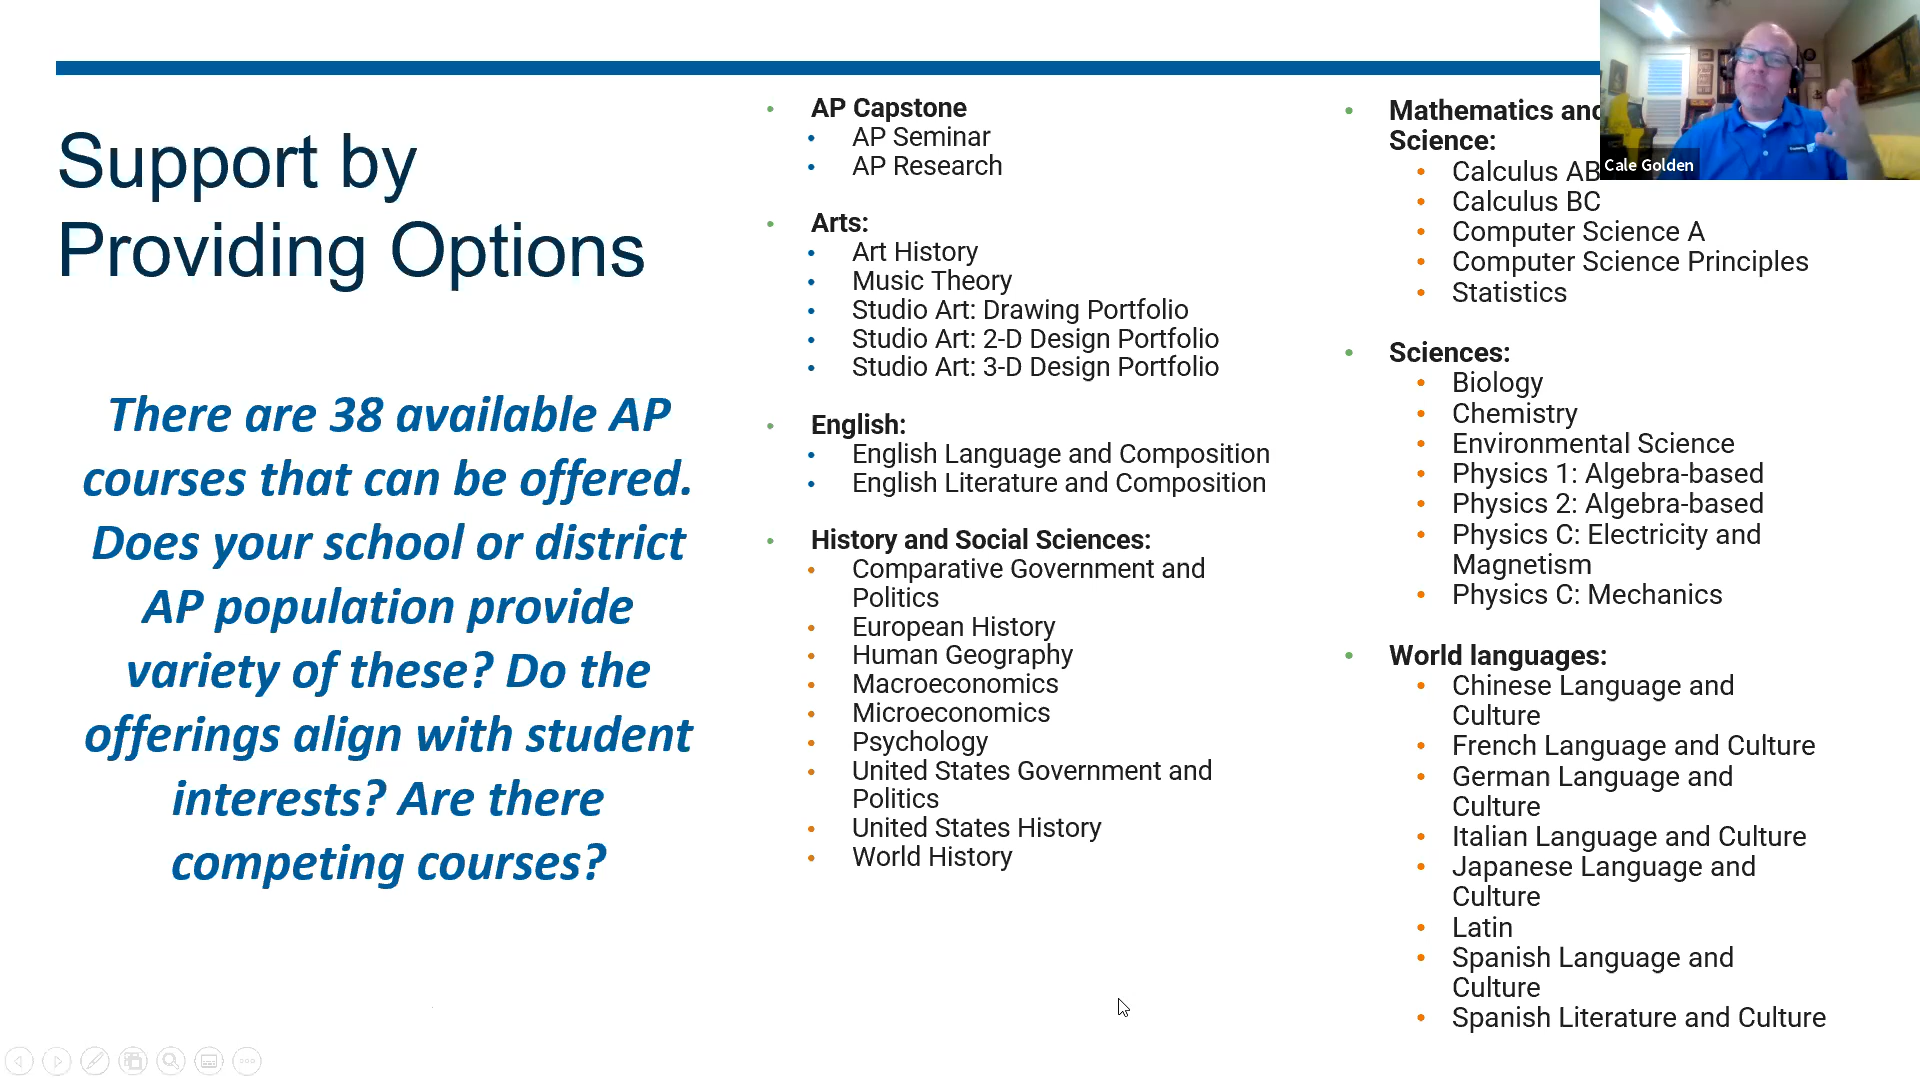 Support by
Providing Options
There are 38 available AP
courses that can be offered.
Does your school or district
AP population provide
variety of these? Do the
offerings align with student
interests? Are there
competing courses?
AP Capstone
AP Seminar
AP Research
Arts:
Art History
Music Theory
Studio Art: Drawing Portfolio
Studio Art: 2-D Design Portfolio
Studio Art: 3-D Design Portfolio
English:
English Language and Composition
English Literature and Composition
History and Social Sciences:
Comparative Government and
Politics
European History
Human Geography
Macroeconomics
Microeconomics
Psychology
United States Government and
Politics
United States History
World History
Mathematics and
Science:
Calculus AB
Calculus BC
Computer Science A
Computer Science Principles
Statistics
Sciences:
Biology
Chemistry
Environmental Science
Physics 1: Algebra-based
Physics 2: Algebra-based
Physics C: Electricity and
Magnetism
Physics C: Mechanics
World languages:
Chinese Language and
Culture
French Language and Culture
German Language and
Culture
Italian Language and Culture
Japanese Language and
Culture
Latin
Spanish Language and
Culture
Spanish Literature and Culture
Cale Golden